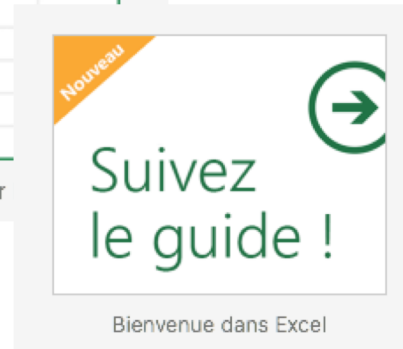 Nouveau
Suivez
le guide !
r
Bienvenue dans Excel